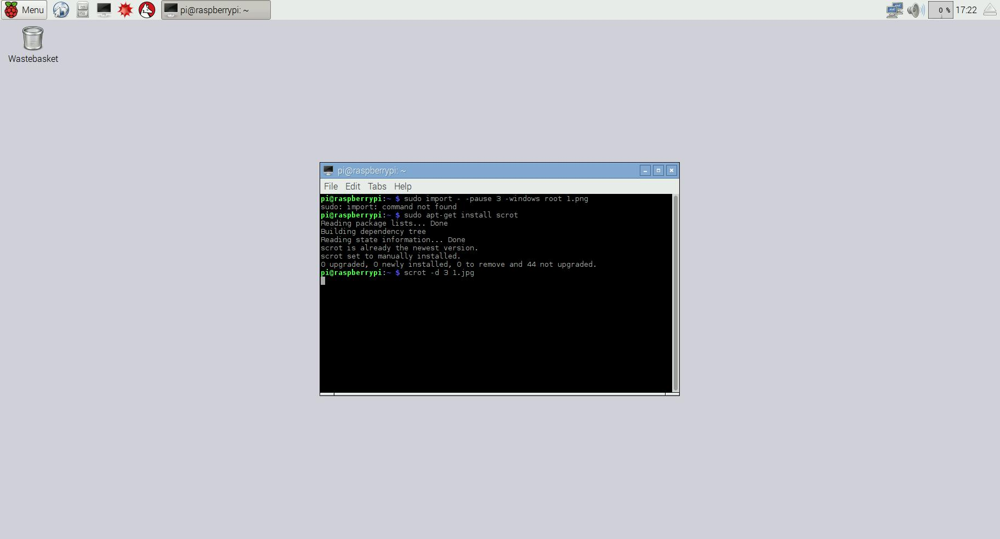 Menu
pi@raspberrypi: ~
0 %
17:22
Wastebasket
pi@raspberrypi: ~
File Edit Tabs Help
pi@raspberrypi:~ $ sudo import - -pause 3 -windows root 1.png
sudo: import: command not found
pi@raspberrypi:~ $ sudo apt-get install scrot
Reading package lists... Done
Building dependency tree
Reading state information... Done
scrot is already the newest version.
scrot set to manually installed.
0 upgraded, 0 newly installed, 0 to remove and 44 not upgraded.
pi@raspberrypi:~ $ scrot -d 3 1.jpg